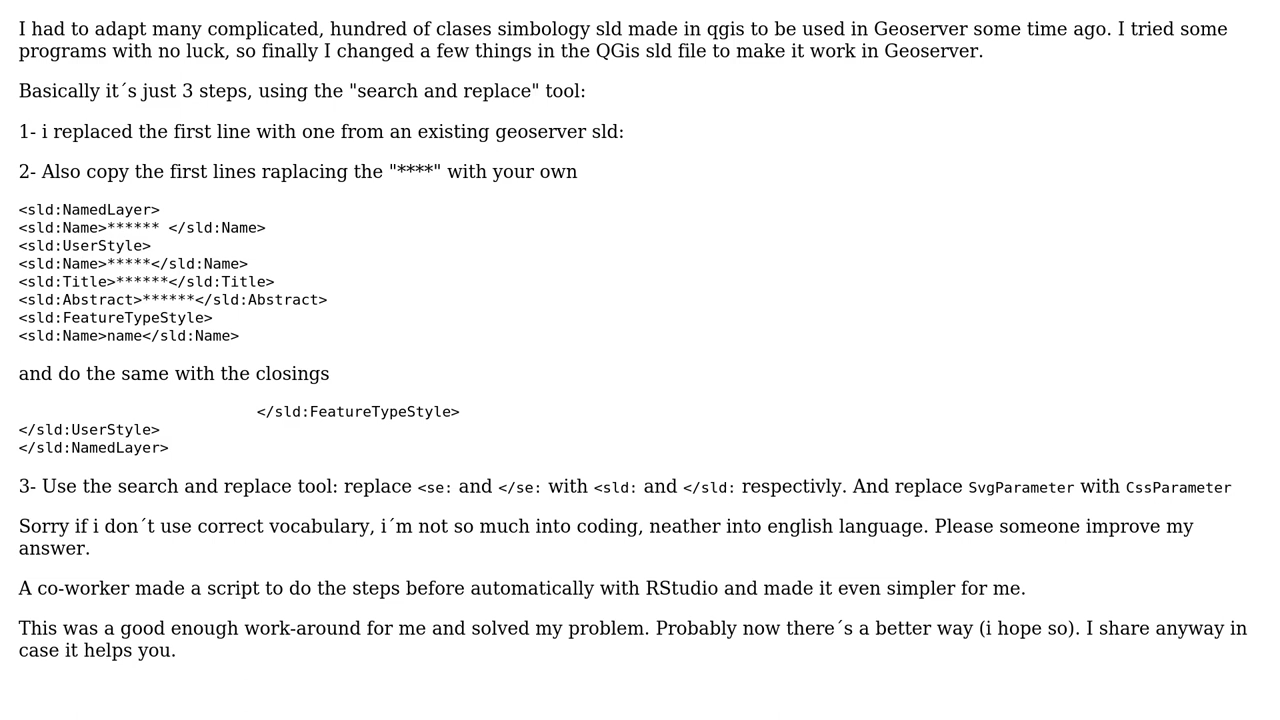 I had to adapt many complicated, hundred of clases simbology sld made in qgis to be used in Geoserver some time ago. I tried some
programs with no luck, so finally I changed a few things in the QGis sld file to make it work in Geoserver.
Basically it´s just 3 steps, using the "search and replace" tool:
1- i replaced the first line with one from an existing geoserver sld:
2- Also copy the first lines raplacing the "****" with your own
<sld:NamedLayer>
<sld:Name>****** </sld:Name>
<sld:UserStyle>
<sld:Name>*****</sld:Name>
<sld:Title>******</sld:Title>
<sld:Abstract>******</sld:Abstract>
<sld:FeatureTypeStyle>
<sld:Name>name</sld:Name>
and do the same with the closings
</sld:FeatureTypeStyle>
</sld:UserStyle>
</sld:NamedLayer>
3- Use the search and replace tool: replace <se: and </se: with <sld: and </sld: respectivly. And replace SvgParameter with CssParameter
Sorry if i don´t use correct vocabulary, i´m not so much into coding, neather into english language. Please someone improve my
answer.
A co-worker made a script to do the steps before automatically with RStudio and made it even simpler for me.
This was a good enough work-around for me and solved my problem. Probably now there´s a better way (i hope so). I share anyway in
case it helps you.